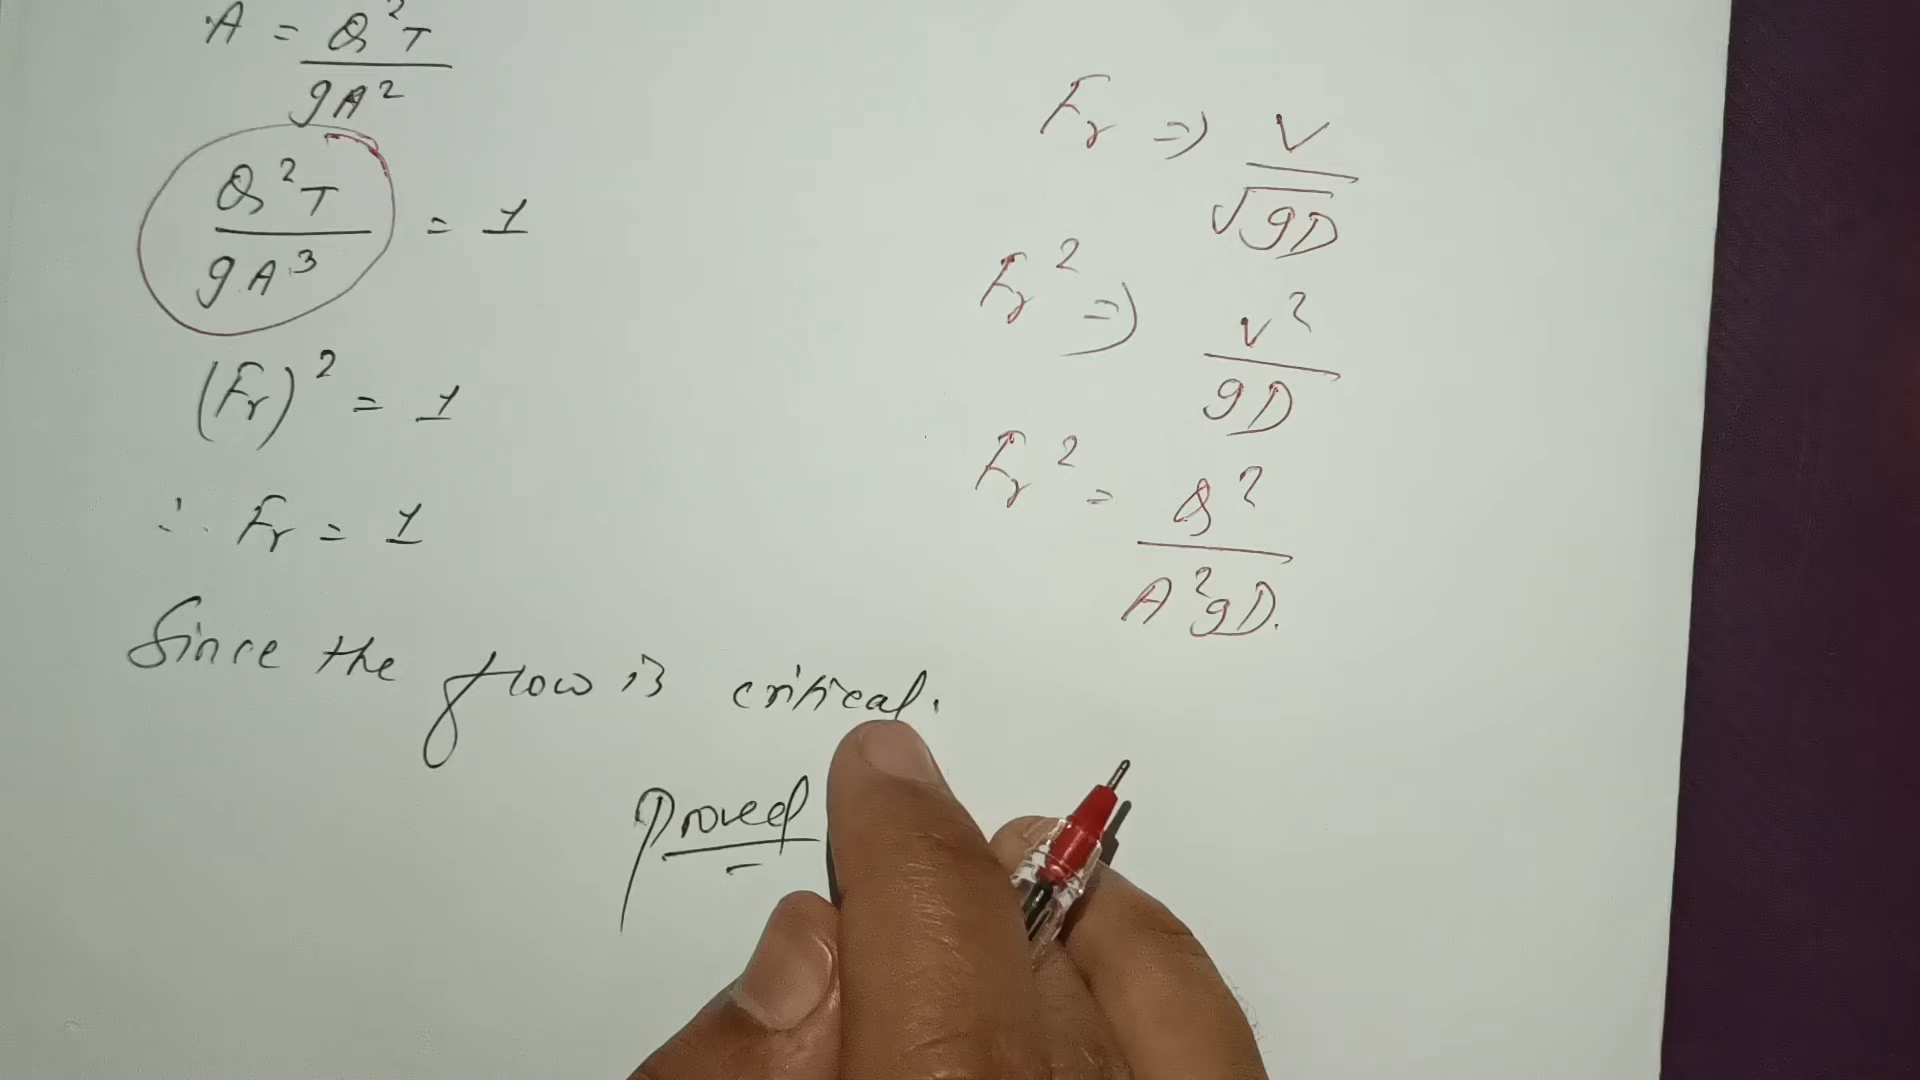 A = Q²T
gA²
Q²T
gA³
= 1
(Fr)² = 1
∴ Fr = 1
Since the flow is critical.
Proved
Fr ⇒ V
√gD
Fr² ⇒ v²
gD
Fr² = Q²
A²gD.